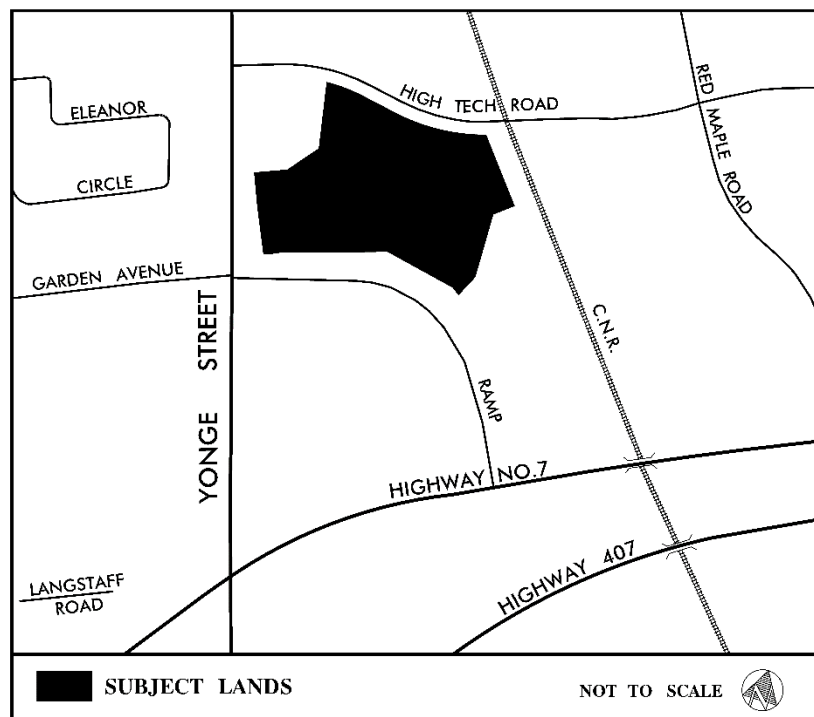 HIGH TECH ROAD
RED MAPLE ROAD
ELEANOR
CIRCLE
GARDEN AVENUE
YONGE STREET
C.N.R.
RAMP
HIGHWAY NO.7
HIGHWAY 407
LANGSTAFF
ROAD
SUBJECT LANDS
NOT TO SCALE